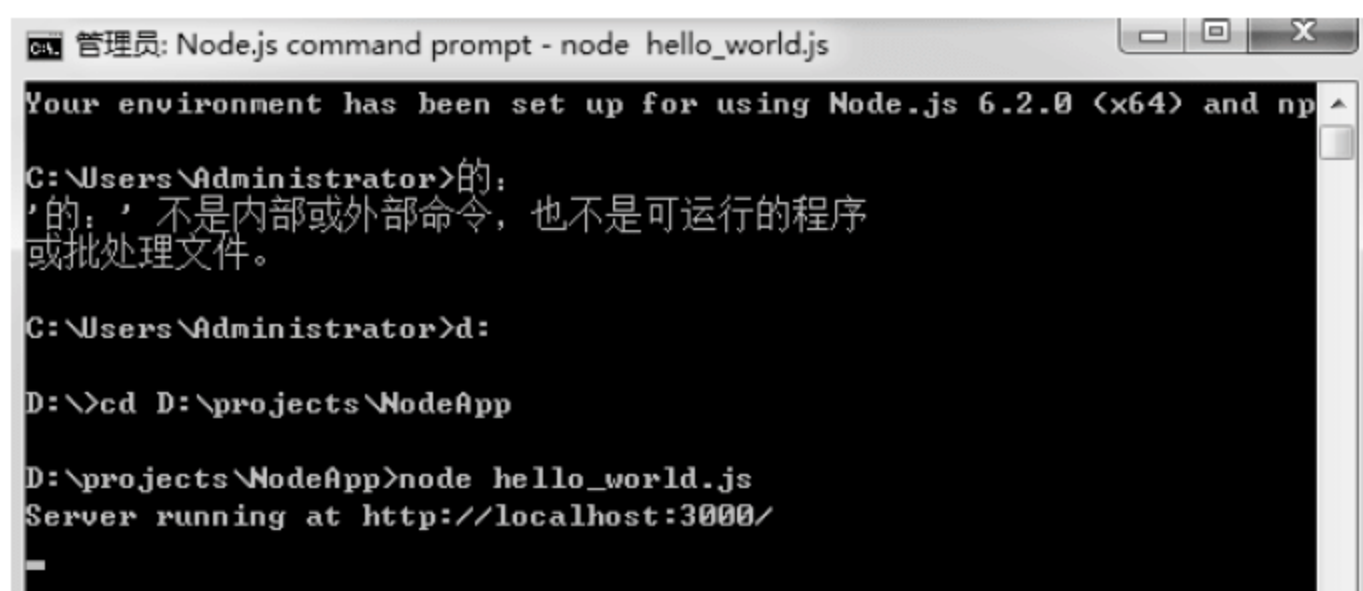 管理员: Node.js command prompt - node hello_world.js
Your environment has been set up for using Node.js 6.2.0 (x64) and np
C:\Users\Administrator>的：
'的：' 不是内部或外部命令，也不是可运行的程序
或批处理文件。
C:\Users\Administrator>d:
D:\>cd D:\projects\NodeApp
D:\projects\NodeApp>node hello_world.js
Server running at http://localhost:3000/